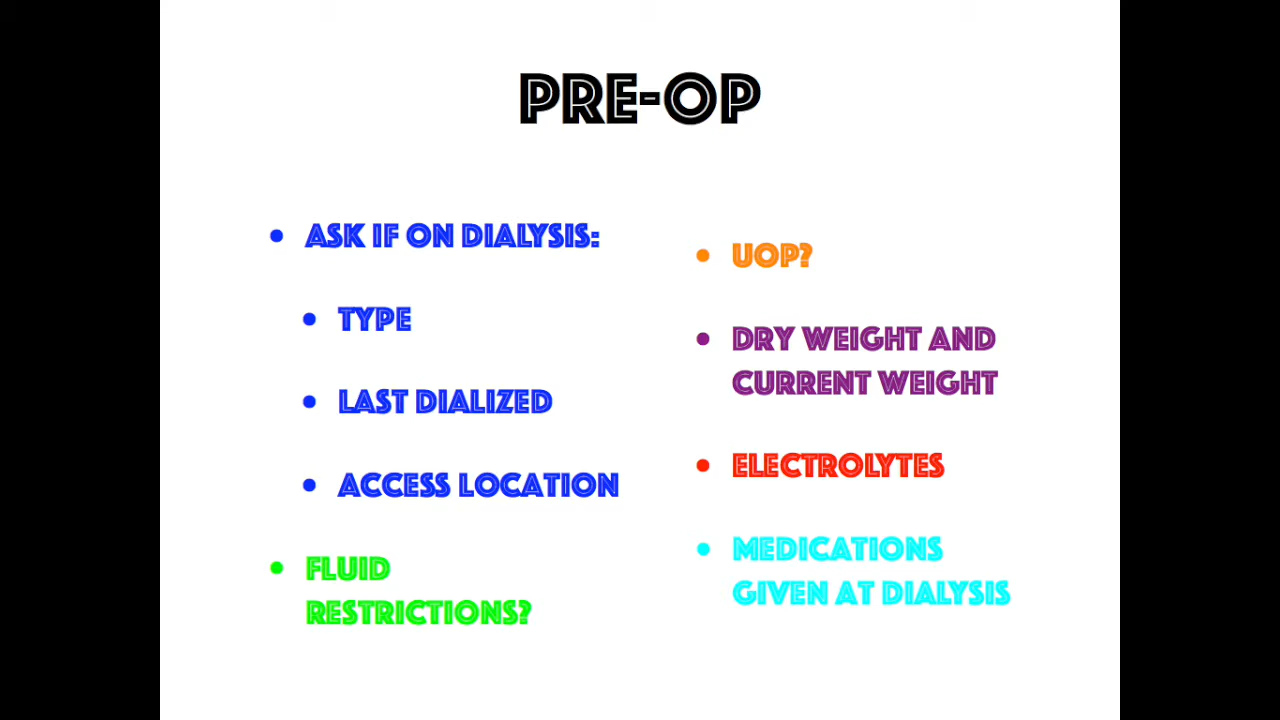 PRE-OP
• ASK IF ON DIALYSIS:
• TYPE
• LAST DIALIZED
• ACCESS LOCATION
• FLUID
RESTRICTIONS?
• UOP?
• DRY WEIGHT AND
CURRENT WEIGHT
• ELECTROLYTES
• MEDICATIONS
GIVEN AT DIALYSIS